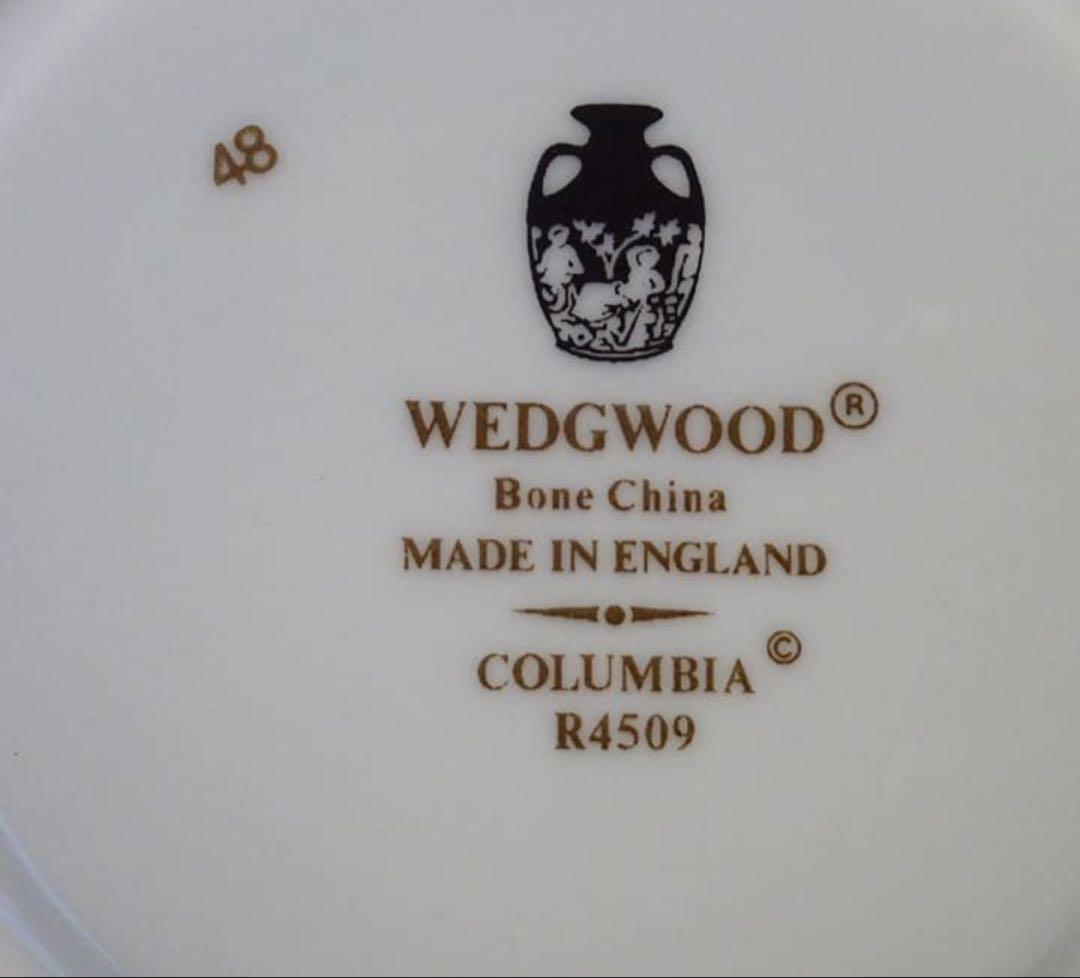 48
WEDGWOOD®
Bone China
MADE IN ENGLAND
COLUMBIA©
R4509